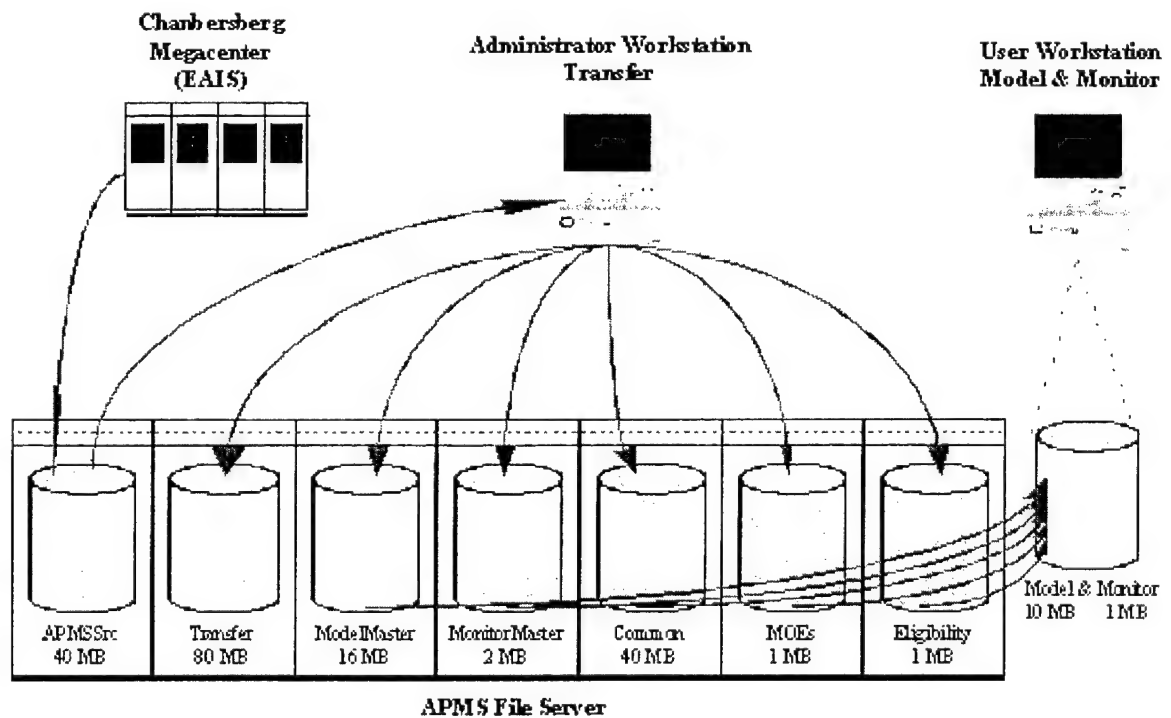 Chanbersberg
Megacenter
(EAIS)
Administrator Workstation
Transfer
User Workstation
Model & Monitor
APMSSrc
40 MB
Transfer
80 MB
ModelMaster
16 MB
MonitorMaster
2 MB
Common
40 MB
MOEs
1 MB
Eligibility
1 MB
Model & Monitor
10 MB 1 MB
APMS File Server